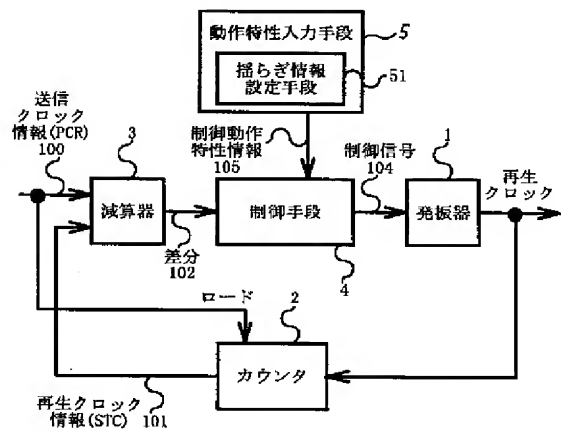 動作特性入力手段
5
揺らぎ情報
設定手段
51
送信
クロック
情報(PCR)
100
3
制御動作
特性情報
105
制御信号
104
1
再生
クロック
減算器
制御手段
発振器
差分
102
4
ロード
2
カウンタ
再生クロック
情報(STC)
101